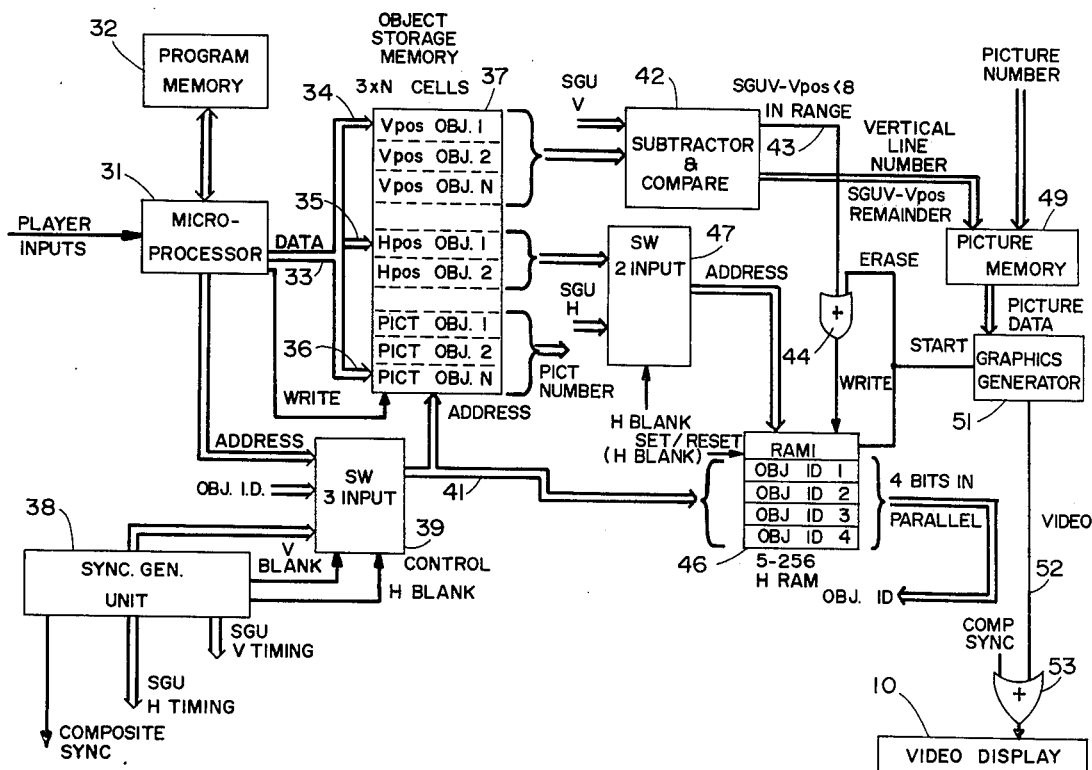 32
PROGRAM
MEMORY
31
MICRO-
PROCESSOR
PLAYER
INPUTS
OBJECT
STORAGE
MEMORY
3xN CELLS
37
34
Vpos OBJ. 1
Vpos OBJ. 2
Vpos OBJ. N
35
Hpos OBJ. 1
Hpos OBJ. 2
36
PICT OBJ. 1
PICT OBJ. 2
PICT OBJ. N
DATA
33
WRITE
ADDRESS
PICT
NUMBER
SGU
V
42
SUBTRACTOR
&
COMPARE
SGUV-Vpos<8
IN RANGE
43
VERTICAL
LINE
NUMBER
SGUV-Vpos
REMAINDER
PICTURE
NUMBER
49
PICTURE
MEMORY
PICTURE
DATA
SGU
H
SW
2 INPUT
47
ADDRESS
H BLANK
ERASE
+
44
WRITE
START
GRAPHICS
GENERATOR
51
ADDRESS
OBJ. I.D.
SW
3 INPUT
39
41
V
BLANK
CONTROL
H BLANK
38
SYNC. GEN.
UNIT
SGU
V TIMING
SGU
H TIMING
COMPOSITE
SYNC
SET/RESET
(H BLANK)
RAM1
OBJ ID 1
OBJ ID 2
OBJ ID 3
OBJ ID 4
46
5-256
H RAM
4 BITS IN
PARALLEL
OBJ. ID
VIDEO
52
COMP
SYNC
+
53
10
VIDEO DISPLAY